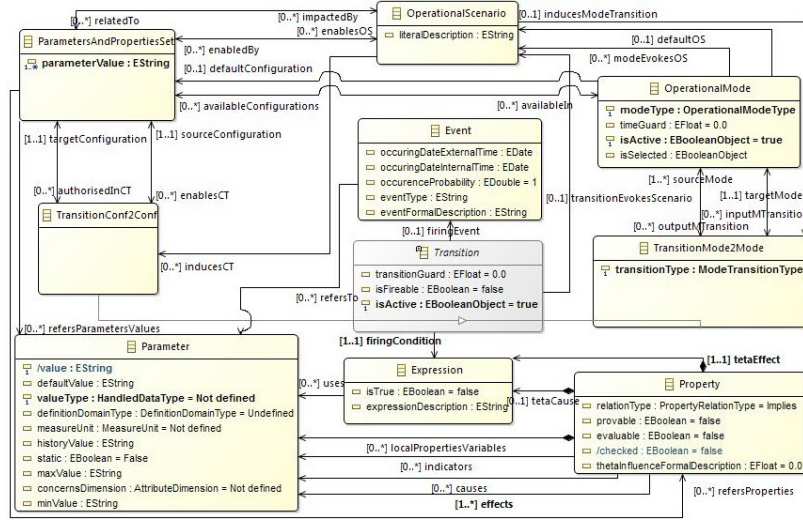 [0..*] relatedTo
[0..*] impactedBy
[0..*] enablesOS
OperationalScenario
literalDescription : EString
[0..1] inducesModeTransition
[0..1] defaultOS
[0..*] modeEvokesOS
ParametersAndPropertiesSet
parameterValue : EString
1..*
[0..*] enabledBy
[0..1] defaultConfiguration
[0..*] availableConfigurations
[0..*] availableIn
OperationalMode
modeType : OperationalModeType
timeGuard : EFloat = 0.0
isActive : EBooleanObject = true
isSelected : EBooleanObject
[1..1] targetConfiguration
[1..1] sourceConfiguration
Event
occuringDateExternalTime : EDate
occuringDateInternalTime : EDate
occurenceProbability : EDouble = 1
eventType : EString
eventFormalDescription : EString
[1..*] sourceMode
[1..1] targetMode
[0..1] transitionEvokesScenario
[0..*] inputMTransition
[0..*] outputMTransition
[0..*] authorisedInCT
[0..*] enablesCT
TransitionConf2Conf
[0..*] inducesCT
[0..1] firingEvent
Transition
transitionGuard : EFloat = 0.0
isFireable : EBoolean = false
isActive : EBooleanObject = true
TransitionMode2Mode
transitionType : ModeTransitionType
[0..*] refersTo
[0..*] refersParametersValues
[1..1] firingCondition
Parameter
/value : EString
defaultValue : EString
valueType : HandledDataType = Not defined
definitionDomainType : DefinitionDomainType = Undefined
measureUnit : MeasureUnit = Not defined
historyValue : EString
static : EBoolean = False
maxValue : EString
concernsDimension : AttributeDimension = Not defined
minValue : EString
[0..*] uses
Expression
isTrue : EBoolean = false
expressionDescription : EString
[1..1] tetaEffect
[0..1] tetaCause
Property
relationType : PropertyRelationType = Implies
provable : EBoolean = false
evaluable : EBoolean = false
/checked : EBoolean = false
thetaInfluenceFormalDescription : EFloat = 0.0
[0..*] localPropertiesVariables
[0..*] indicators
[0..*] causes
[1..*] effects
[0..*] refersProperties